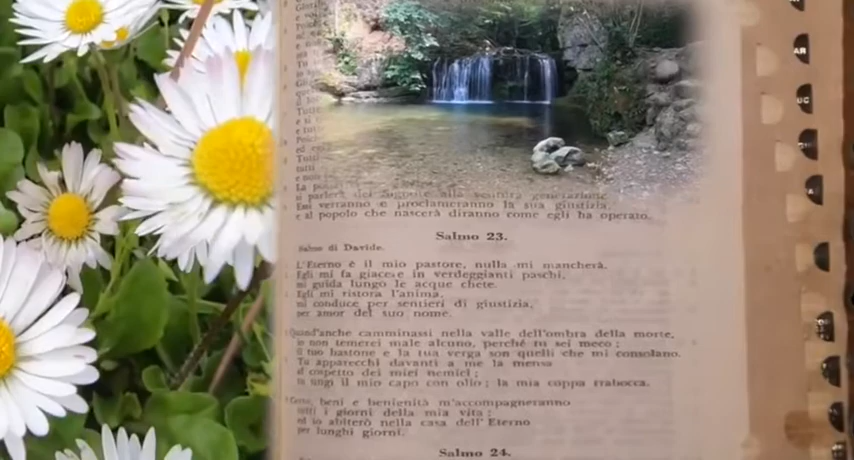 si parlerà del Signore alla ventura generazione.
Essi verranno e proclameranno la sua giustizia,
e al popolo che nascerà diranno come egli ha operato.
Salmo 23.
Salmo di Davide.
L'Eterno è il mio pastore, nulla mi mancherà.
Egli mi fa giacere in verdeggianti paschi,
mi guida lungo le acque chete.
Egli mi ristora l'anima,
mi conduce per sentieri di giustizia,
per amor del suo nome.
Quand'anche camminassi nella valle dell'ombra della morte,
io non temerei male alcuno, perché tu sei meco;
il tuo bastone e la tua verga son quelli che mi consolano.
Tu apparecchi davanti a me la mensa
al cospetto dei miei nemici;
tu ungi il mio capo con olio; la mia coppa trabocca.
Certo, beni e benignità m'accompagneranno
tutti i giorni della mia vita;
ed io abiterò nella casa dell'Eterno
per lunghi giorni.
Salmo 24.
AR